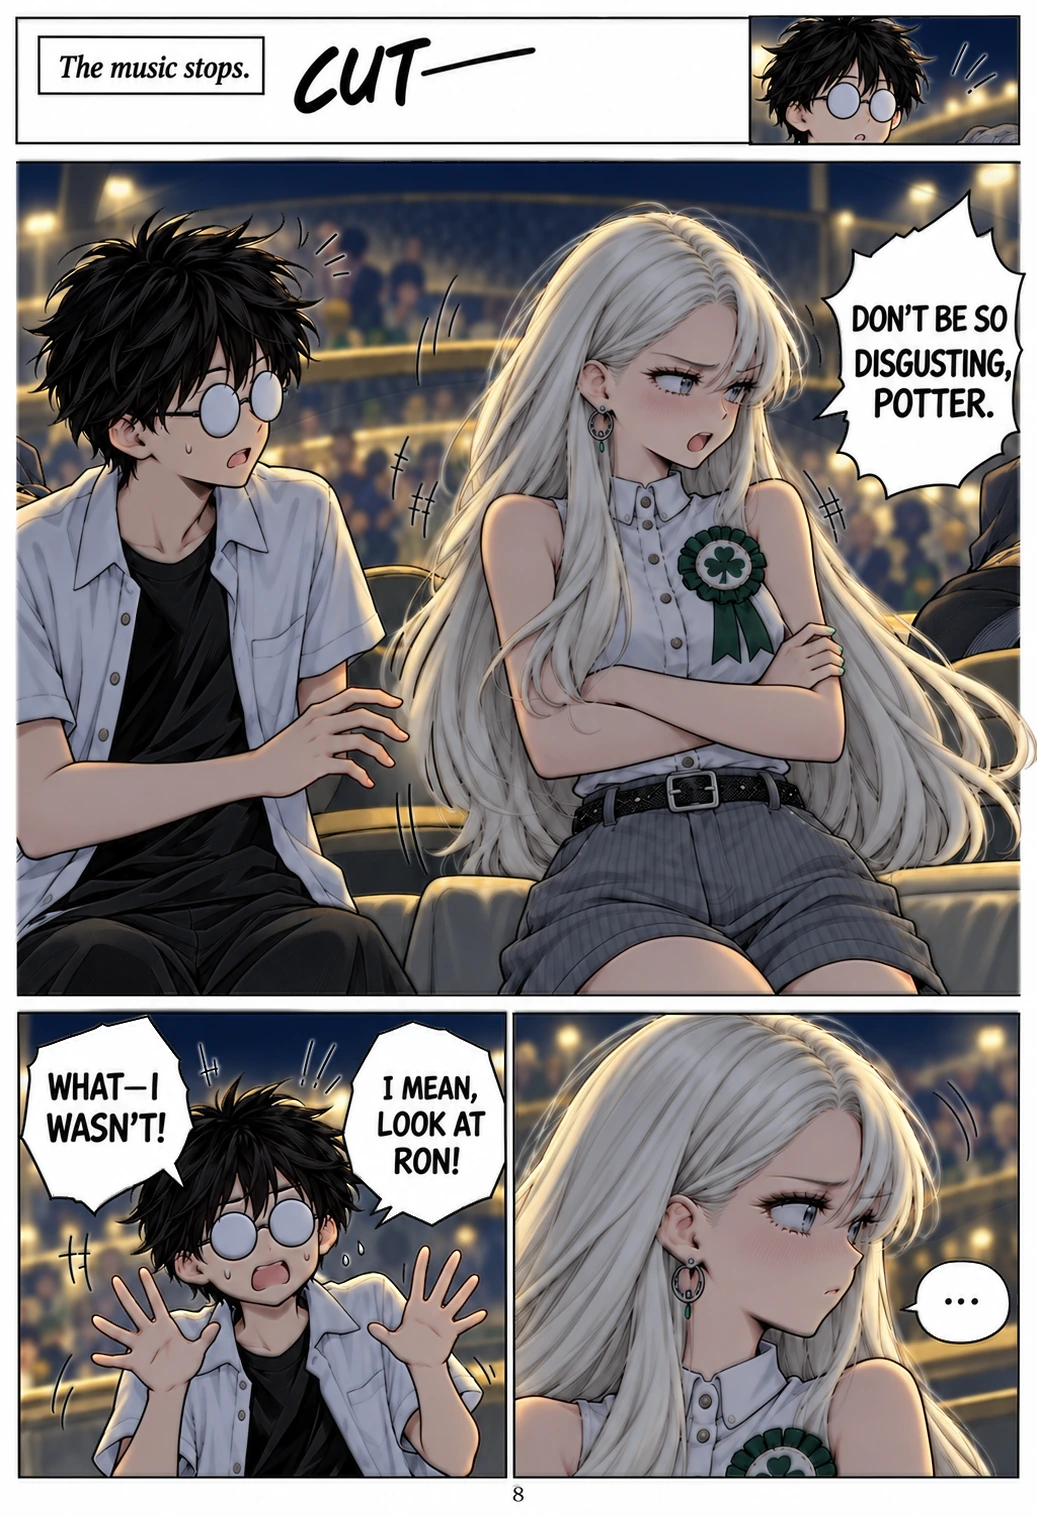 The music stops.
CUT—
DON'T BE SO
DISGUSTING,
POTTER.
WHAT—I
WASN'T!
I MEAN,
LOOK AT
RON!
...
8